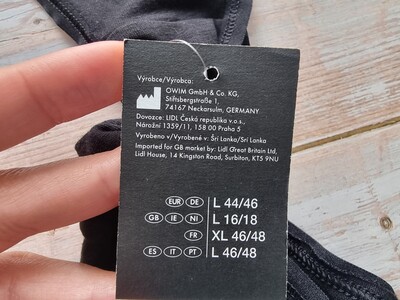 Výrobce/Výrobca:
OWIM GmbH & Co. KG,
Stiftsbergstraße 1,
74167 Neckarsulm, GERMANY
Dovozce: LIDL Česká republika v.o.s.,
Nárožní 1359/11, 158 00 Praha 5
Vyrobeno v/Vyrobené v: Šri Lanka/Srí Lanka
Imported for GB market by: Lidl Great Britain Ltd,
Lidl House, 14 Kingston Road, Surbiton, KT5 9NU
EUR DE L 44/46
GB IE NI L 16/18
FR XL 46/48
ES IT PT L 46/48